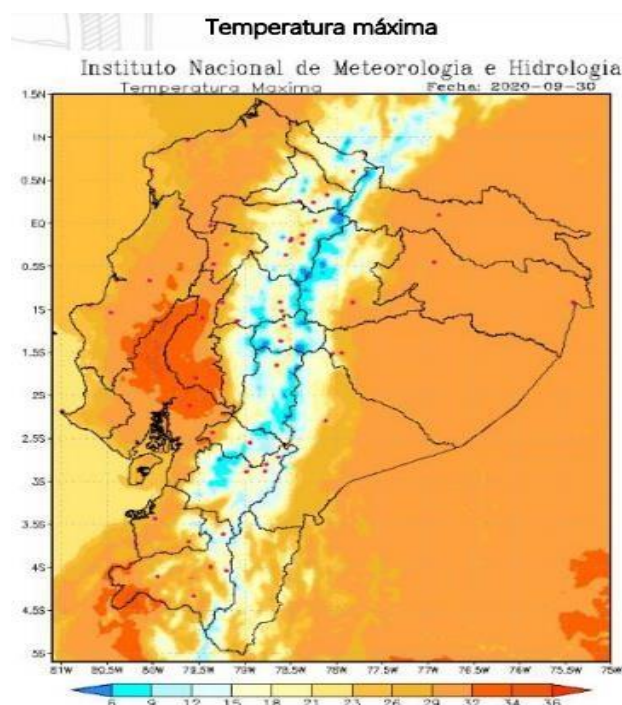 Temperatura máxima
Instituto Nacional de Meteorologia e Hidrología
Temperatura Maxima Fecha: 2020-09-30
1.5N
1N
0.5N
EQ
0.5S
1S
1.5S
2S
2.5S
3S
3.5S
4S
4.5S
5S
81W 80.5W 80W 79.5W 79W 78.5W 78W 77.5W 77W 76.5W 76W 75.5W 75W
6 9 12 15 18 21 23 26 29 32 34 36